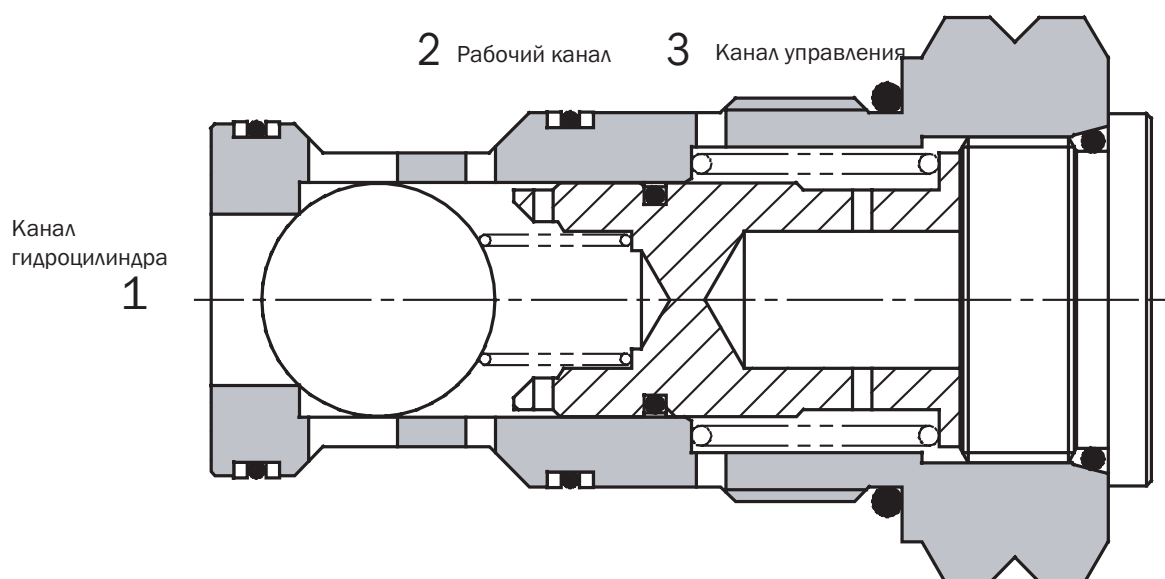 2 Рабочий канал
3 Канал управления
Канал
гидроцилиндра
1